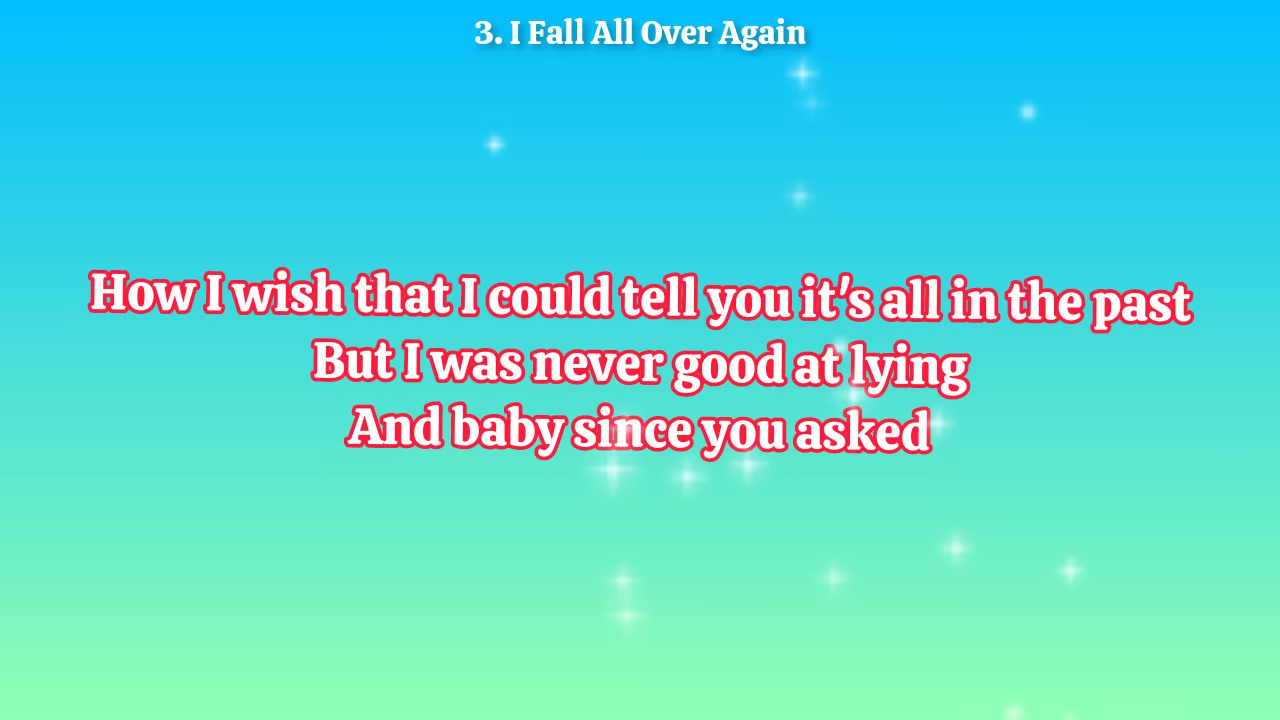 3. I Fall All Over Again
How I wish that I could tell you it's all in the past
But I was never good at lying
And baby since you asked